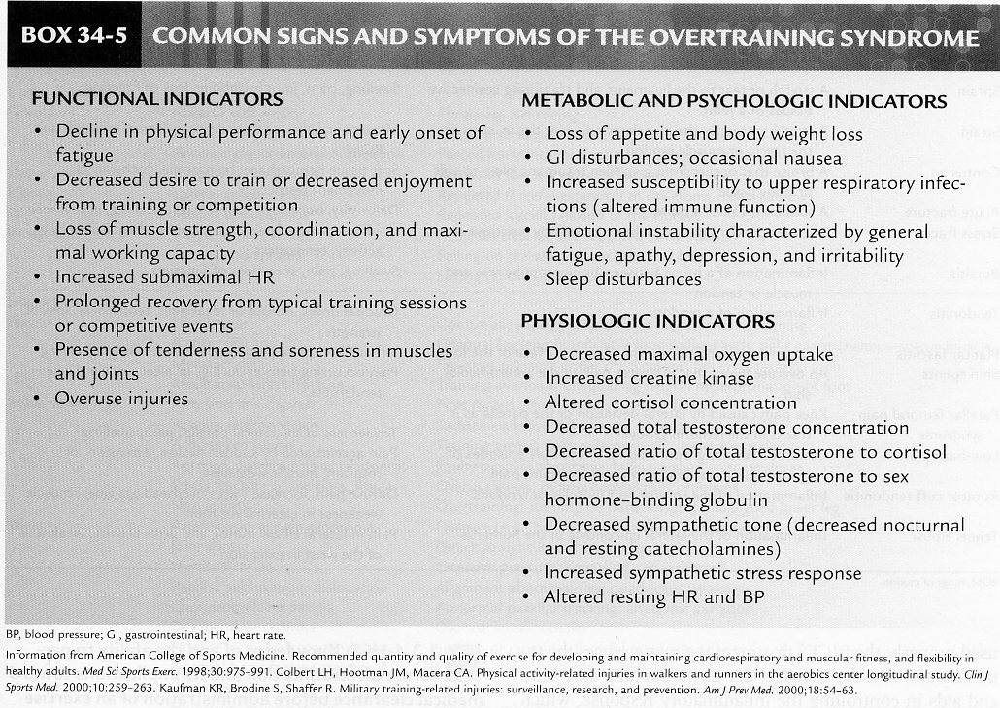 BOX 34-5 COMMON SIGNS AND SYMPTOMS OF THE OVERTRAINING SYNDROME
FUNCTIONAL INDICATORS
• Decline in physical performance and early onset of
fatigue
• Decreased desire to train or decreased enjoyment
from training or competition
• Loss of muscle strength, coordination, and maxi-
mal working capacity
• Increased submaximal HR
• Prolonged recovery from typical training sessions
or competitive events
• Presence of tenderness and soreness in muscles
and joints
• Overuse injuries
METABOLIC AND PSYCHOLOGIC INDICATORS
• Loss of appetite and body weight loss
• GI disturbances; occasional nausea
• Increased susceptibility to upper respiratory infec-
tions (altered immune function)
• Emotional instability characterized by general
fatigue, apathy, depression, and irritability
• Sleep disturbances
PHYSIOLOGIC INDICATORS
• Decreased maximal oxygen uptake
• Increased creatine kinase
• Altered cortisol concentration
• Decreased total testosterone concentration
• Decreased ratio of total testosterone to cortisol
• Decreased ratio of total testosterone to sex
hormone–binding globulin
• Decreased sympathetic tone (decreased nocturnal
and resting catecholamines)
• Increased sympathetic stress response
• Altered resting HR and BP
BP, blood pressure; GI, gastrointestinal; HR, heart rate.
Information from American College of Sports Medicine. Recommended quantity and quality of exercise for developing and maintaining cardiorespiratory and muscular fitness, and flexibility in
healthy adults. Med Sci Sports Exerc. 1998;30:975–991. Colbert LH, Hootman JM, Macera CA. Physical activity-related injuries in walkers and runners in the aerobics center longitudinal study. Clin J
Sports Med. 2000;10:259–263. Kaufman KR, Brodine S, Shaffer R. Military training-related injuries: surveillance, research, and prevention. Am J Prev Med. 2000;18:54–63.